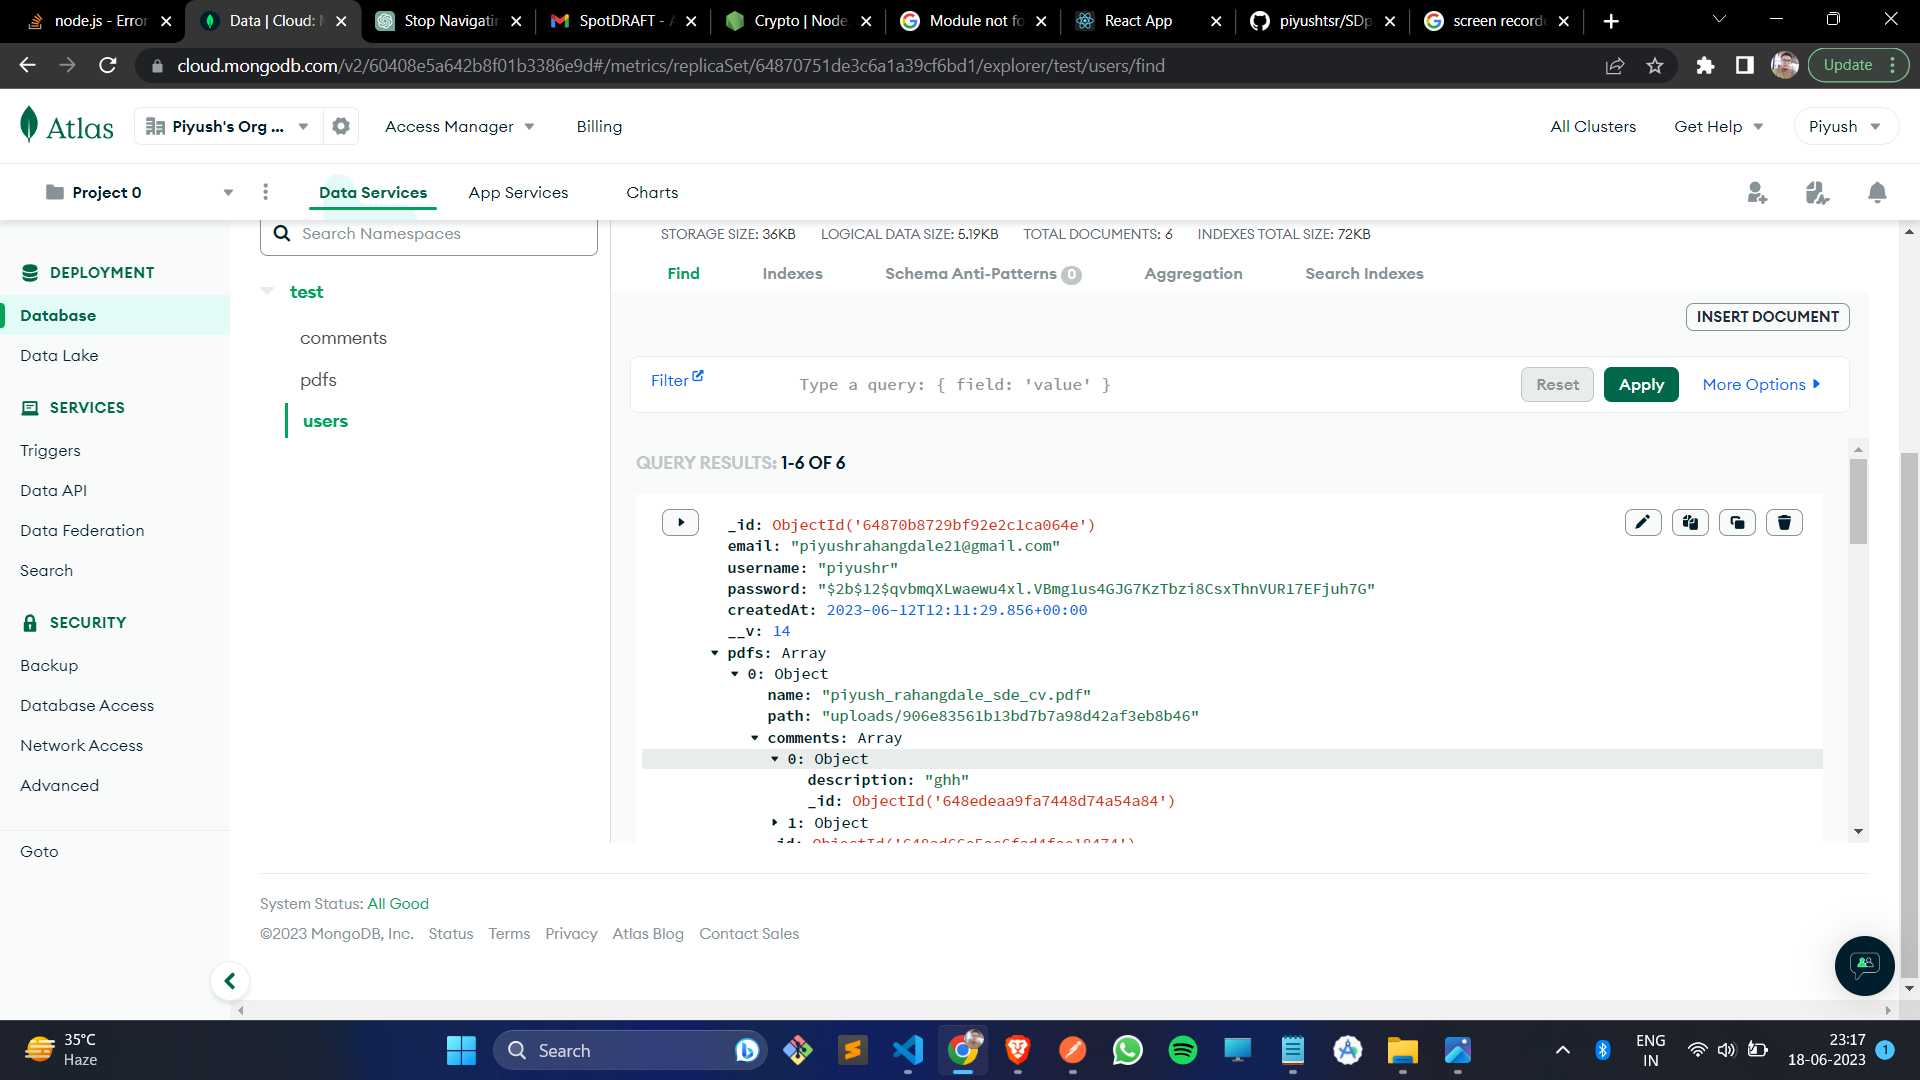 node.js - Error
Data | Cloud: M
Stop Navigatin
SpotDRAFT - A
Crypto | Node.
Module not fo
React App
piyushtsr/SDp
screen recorde
cloud.mongodb.com/v2/60408e5a642b8f01b3386e9d#/metrics/replicaSet/64870751de3c6a1a39cf6bd1/explorer/test/users/find
Update
Atlas
Piyush's Org ...
Access Manager
Billing
All Clusters
Get Help
Piyush
Project 0
Data Services
App Services
Charts
DEPLOYMENT
Database
Data Lake
SERVICES
Triggers
Data API
Data Federation
Search
SECURITY
Backup
Database Access
Network Access
Advanced
Goto
Search Namespaces
test
comments
pdfs
users
STORAGE SIZE: 36KB LOGICAL DATA SIZE: 5.19KB TOTAL DOCUMENTS: 6 INDEXES TOTAL SIZE: 72KB
Find Indexes Schema Anti-Patterns 0 Aggregation Search Indexes
INSERT DOCUMENT
Filter Type a query: { field: 'value' } Reset Apply More Options
QUERY RESULTS: 1-6 OF 6
_id: ObjectId('64870b8729bf92e2c1ca064e')
email: "piyushrahangdale21@gmail.com"
username: "piyushr"
password: "$2b$12$qvbmqXLwaewu4xl.VBmg1us4GJG7KzTbzi8CsxThnVUR17EFjuh7G"
createdAt: 2023-06-12T12:11:29.856+00:00
__v: 14
pdfs: Array
0: Object
name: "piyush_rahangdale_sde_cv.pdf"
path: "uploads/906e83561b13bd7b7a98d42af3eb8b46"
comments: Array
0: Object
description: "ghh"
_id: ObjectId('648edeaa9fa7448d74a54a84')
1: Object
System Status: All Good
©2023 MongoDB, Inc. Status Terms Privacy Atlas Blog Contact Sales
35°C
Haze
Search
ENG
IN
23:17
18-06-2023
1